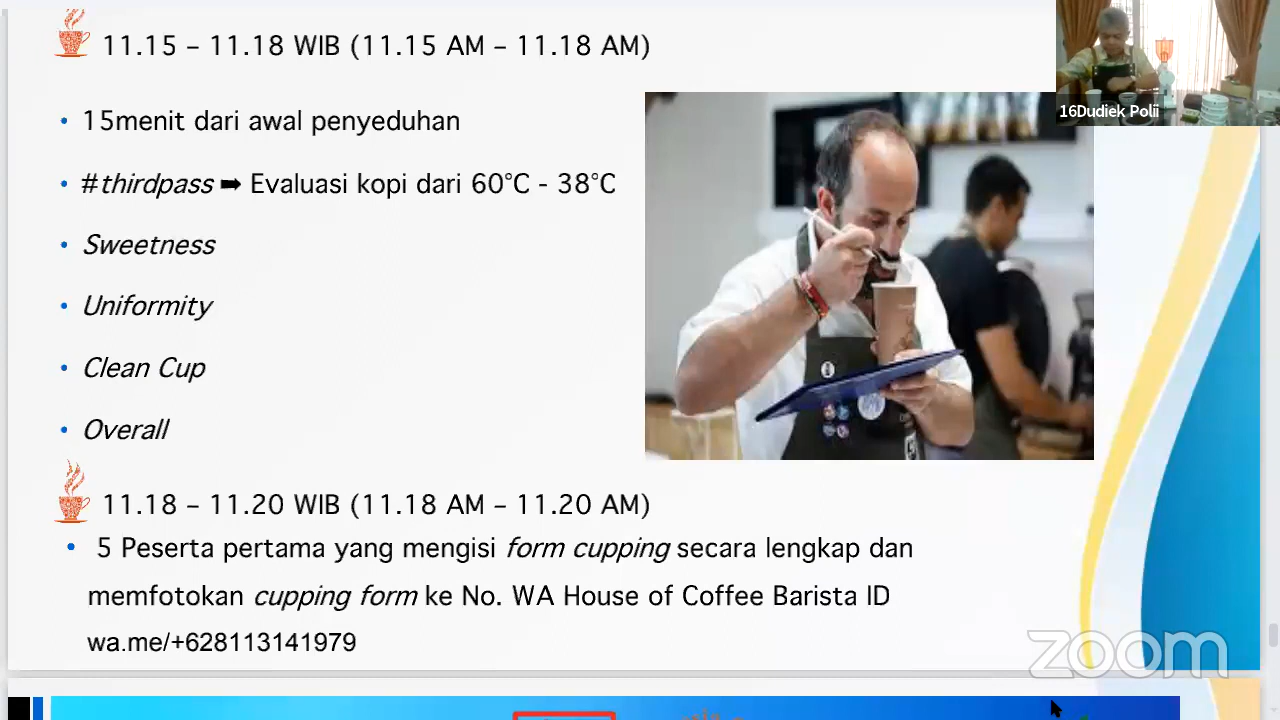 11.15 – 11.18 WIB (11.15 AM – 11.18 AM)
16Dudiek Polii
• 15menit dari awal penyeduhan
• #thirdpass ➡ Evaluasi kopi dari 60°C - 38°C
• Sweetness
• Uniformity
• Clean Cup
• Overall
11.18 – 11.20 WIB (11.18 AM – 11.20 AM)
• 5 Peserta pertama yang mengisi form cupping secara lengkap dan
memfotokan cupping form ke No. WA House of Coffee Barista ID
wa.me/+628113141979
zoom